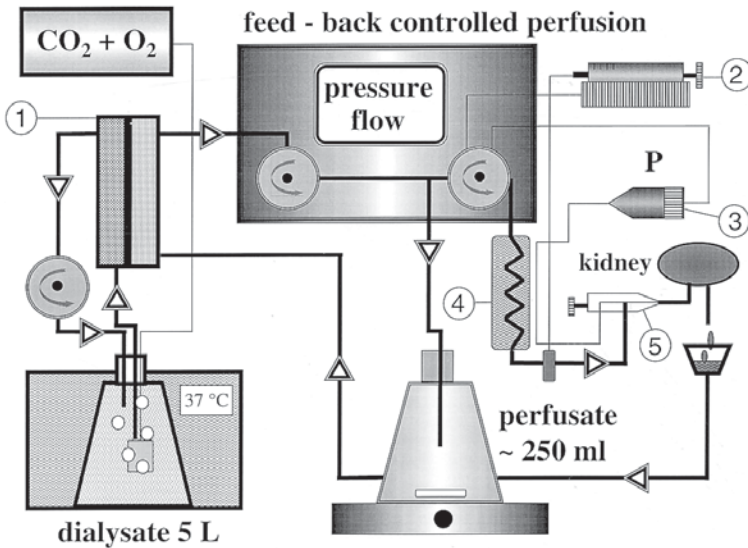 feed - back controlled perfusion
CO2 + O2
pressure
flow
1
2
P
3
kidney
4
5
37 °C
perfusate
~ 250 ml
dialysate 5 L